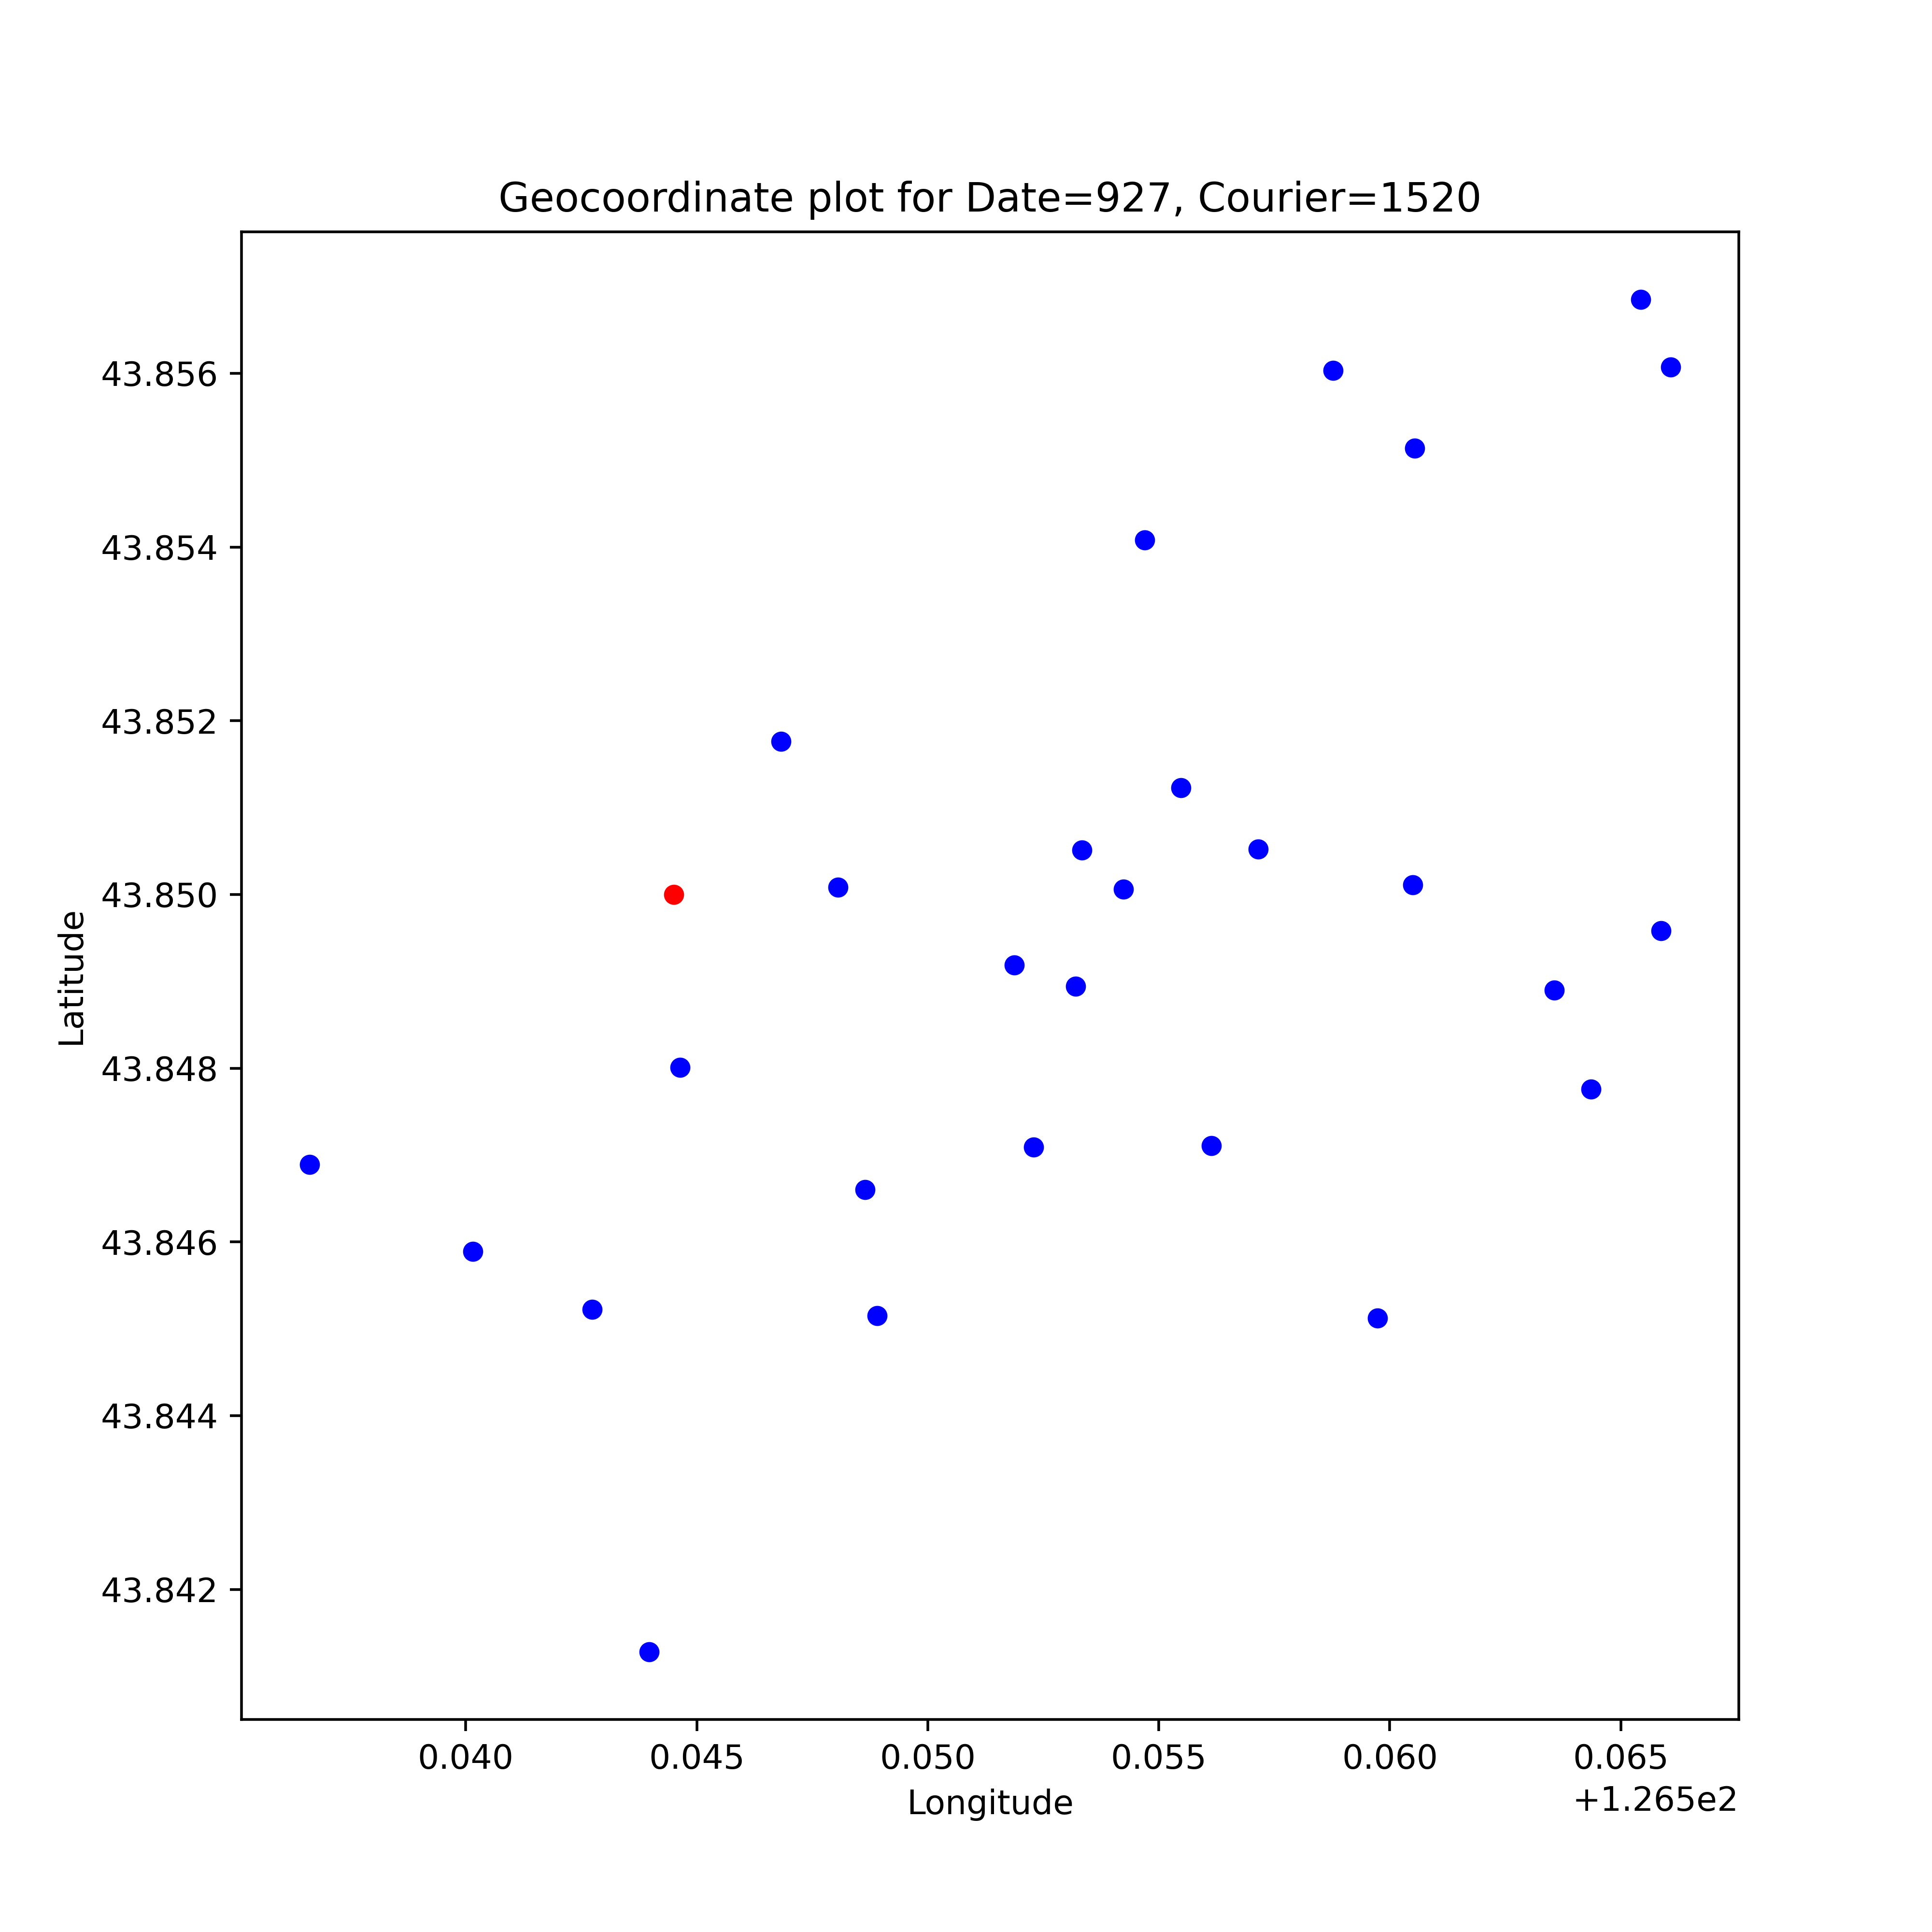 Geocoordinate plot for Date=927, Courier=1520
43.856
43.854
43.852
43.850
43.848
43.846
43.844
43.842
Latitude
0.040 0.045 0.050 0.055 0.060 0.065
Longitude
+1.265e2